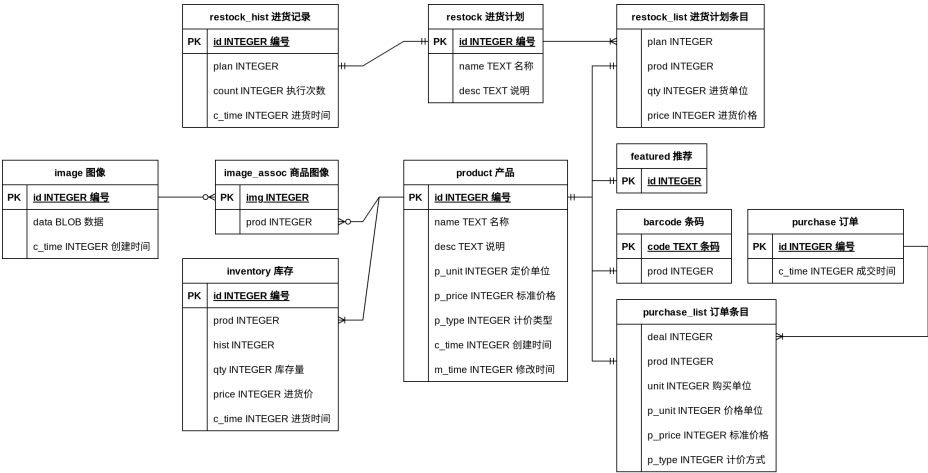 restock_hist 进货记录
PK id INTEGER 编号
plan INTEGER
count INTEGER 执行次数
c_time INTEGER 进货时间
restock 进货计划
PK id INTEGER 编号
name TEXT 名称
desc TEXT 说明
restock_list 进货计划条目
plan INTEGER
prod INTEGER
qty INTEGER 进货单位
price INTEGER 进货价格
image 图像
PK id INTEGER 编号
data BLOB 数据
c_time INTEGER 创建时间
image_assoc 商品图像
PK img INTEGER
prod INTEGER
product 产品
PK id INTEGER 编号
name TEXT 名称
desc TEXT 说明
p_unit INTEGER 定价单位
p_price INTEGER 标准价格
p_type INTEGER 计价类型
c_time INTEGER 创建时间
m_time INTEGER 修改时间
featured 推荐
PK id INTEGER
barcode 条码
PK code TEXT 条码
prod INTEGER
purchase 订单
PK id INTEGER 编号
c_time INTEGER 成交时间
inventory 库存
PK id INTEGER 编号
prod INTEGER
hist INTEGER
qty INTEGER 库存量
price INTEGER 进货价
c_time INTEGER 进货时间
purchase_list 订单条目
deal INTEGER
prod INTEGER
unit INTEGER 购买单位
p_unit INTEGER 价格单位
p_price INTEGER 标准价格
p_type INTEGER 计价方式